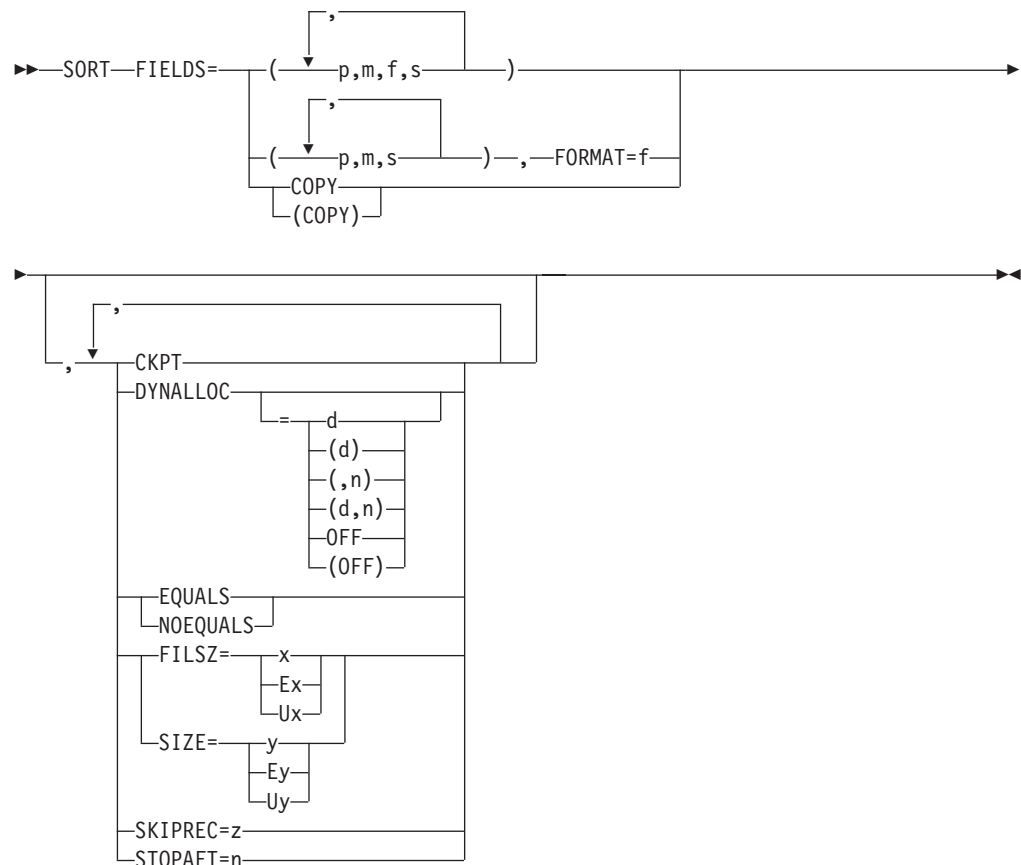 ,
SORT FIELDS= ( p,m,f,s )
,
( p,m,s ) , FORMAT=f
COPY
(COPY)
,
, CKPT
DYNALLOC
= d
(d)
(,n)
(d,n)
OFF
(OFF)
EQUALS
NOEQUALS
FILSZ= x
Ex
Ux
SIZE= y
Ey
Uy
SKIPREC=z
STOPAFT=n